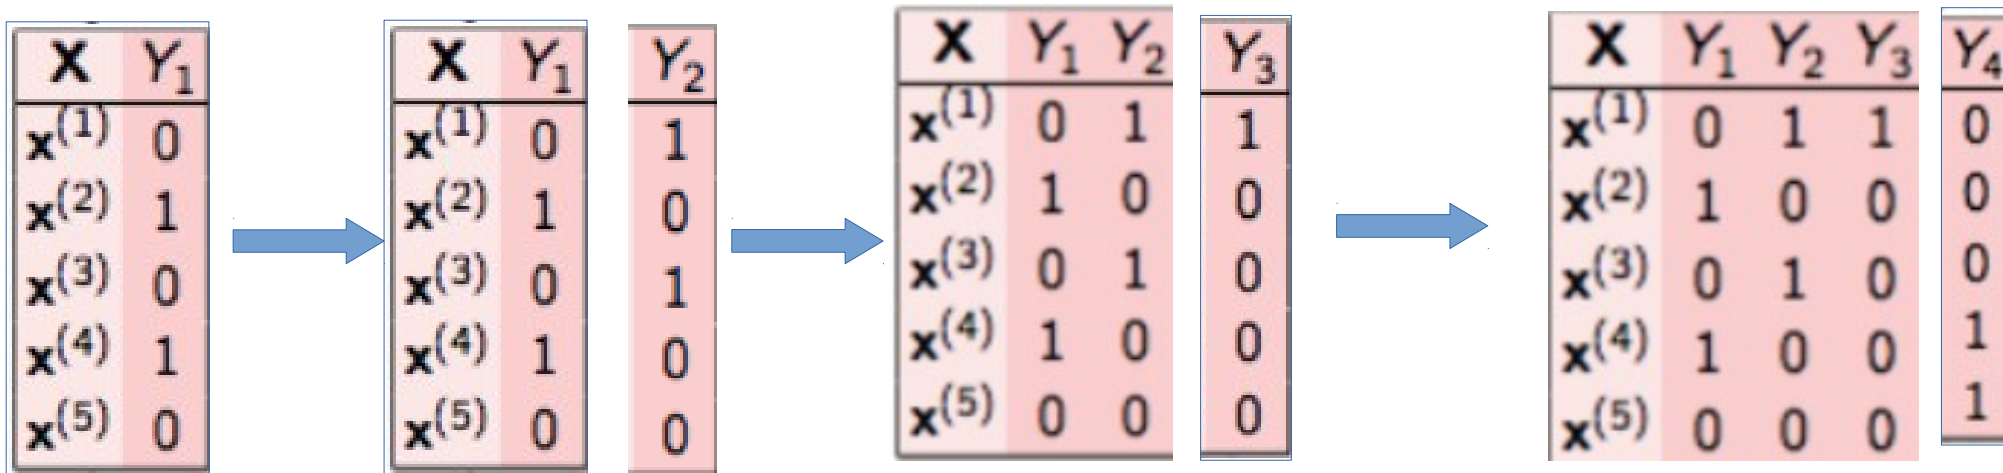 X Y₁
x⁽¹⁾ 0
x⁽²⁾ 1
x⁽³⁾ 0
x⁽⁴⁾ 1
x⁽⁵⁾ 0
X Y₁
x⁽¹⁾ 0
x⁽²⁾ 1
x⁽³⁾ 0
x⁽⁴⁾ 1
x⁽⁵⁾ 0
Y₂
1
0
1
0
0
X Y₁ Y₂
x⁽¹⁾ 0 1
x⁽²⁾ 1 0
x⁽³⁾ 0 1
x⁽⁴⁾ 1 0
x⁽⁵⁾ 0 0
Y₃
1
0
0
0
0
X Y₁ Y₂ Y₃
x⁽¹⁾ 0 1 1
x⁽²⁾ 1 0 0
x⁽³⁾ 0 1 0
x⁽⁴⁾ 1 0 0
x⁽⁵⁾ 0 0 0
Y₄
0
0
0
1
1